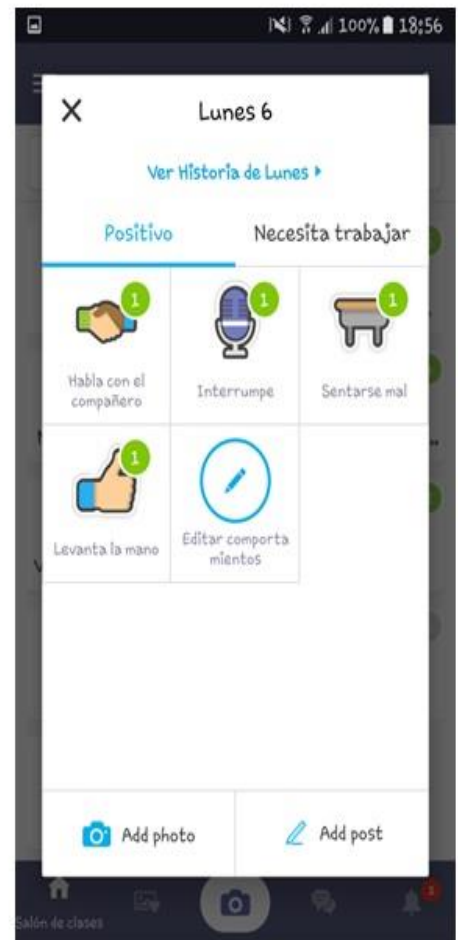 100% 18:56
Lunes 6
Ver Historia de Lunes
Positivo
Necesita trabajar
1
1
1
Habla con el
compañero
Interrumpe
Sentarse mal
1
Levanta la mano
Editar comporta
mientos
Add photo
Add post
1
Salón de clases